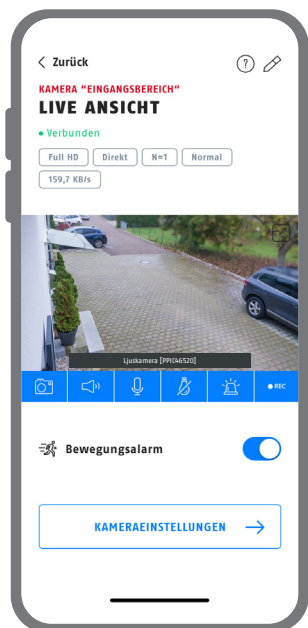 Zurück
?
KAMERA "EINGANGSBEREICH"
LIVE ANSICHT
Verbunden
Full HD
Direkt
N=1
Normal
159,7 KB/s
Ljuskamera [PPIC46520]
REC
Bewegungsalarm
KAMERAEINSTELLUNGEN